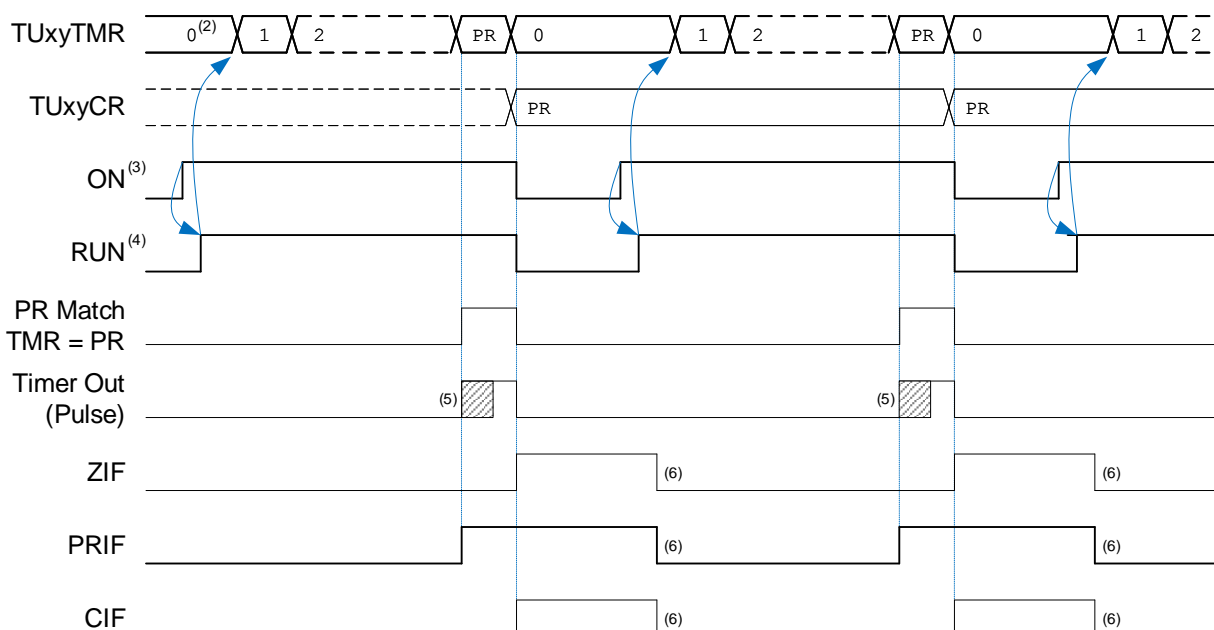 TUxyTMR 0(2) 1 2 PR 0 1 2 PR 0 1 2
TUxyCR PR PR
ON(3)
RUN(4)
PR Match
TMR = PR
Timer Out
(Pulse) (5) (5)
ZIF (6) (6)
PRIF (6) (6)
CIF (6) (6)